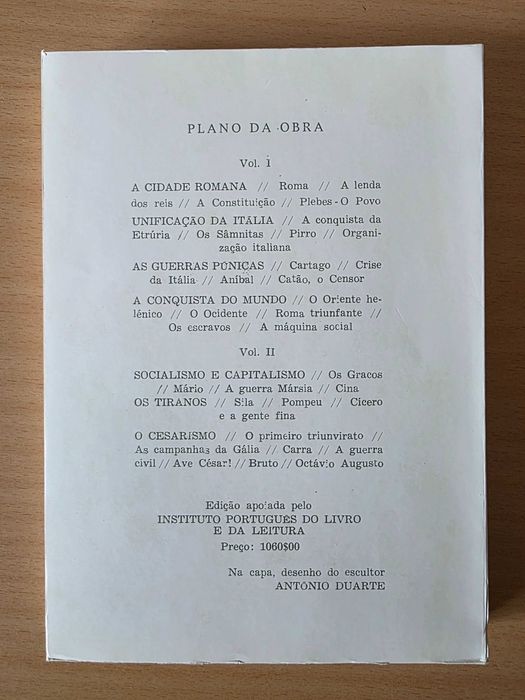 PLANO DA OBRA
Vol. I
A CIDADE ROMANA // Roma // A lenda
dos reis // A Constituição // Plebes - O Povo
UNIFICAÇÃO DA ITÁLIA // A conquista da
Etrúria // Os Sâmnitas // Pirro // Organi-
zação italiana
AS GUERRAS PÚNICAS // Cartago // Crise
da Itália // Aníbal // Catão, o Censor
A CONQUISTA DO MUNDO // O Oriente he-
lénico // O Ocidente // Roma triunfante //
Os escravos // A máquina social
Vol. II
SOCIALISMO E CAPITALISMO // Os Gracos
// Mário // A guerra Mársia // Cina
OS TIRANOS // Sila // Pompeu // Cícero
e a gente fina
O CESARISMO // O primeiro triunvirato //
As campanhas da Gália // Carra // A guerra
civil // Ave César! // Bruto // Octávio Augusto
Edição apoiada pelo
INSTITUTO PORTUGUÊS DO LIVRO
E DA LEITURA
Preço: 1060$00
Na capa, desenho do escultor
ANTÓNIO DUARTE